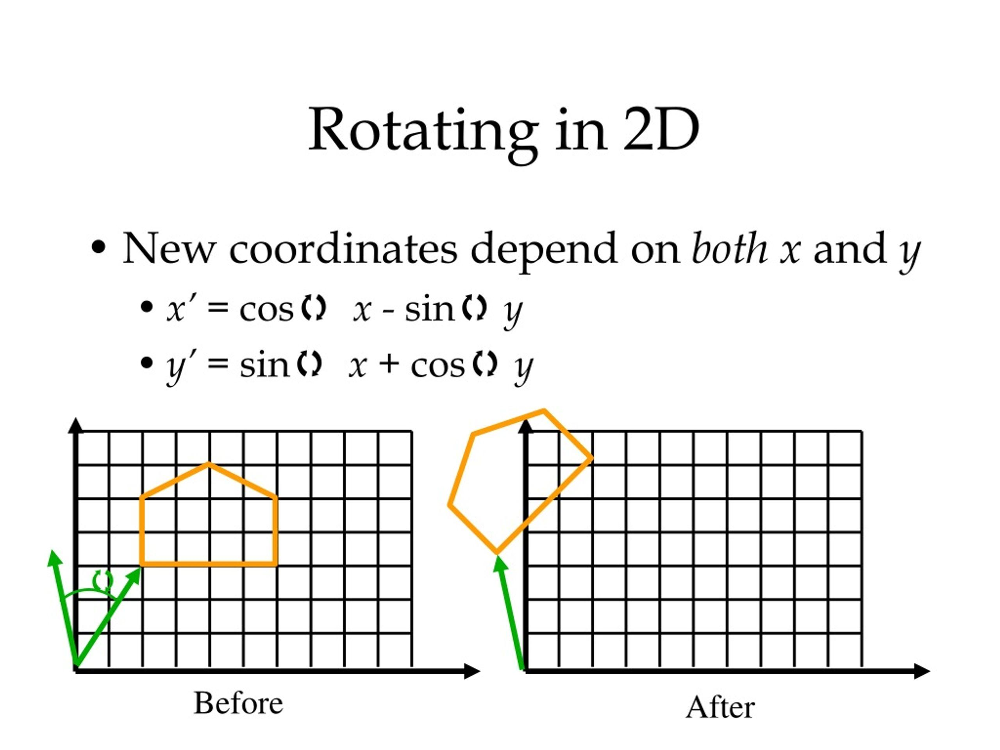 Rotating in 2D
• New coordinates depend on both x and y
• x′ = cos🗘 x - sin🗘 y
• y′ = sin🗘 x + cos🗘 y
🗘
Before
After